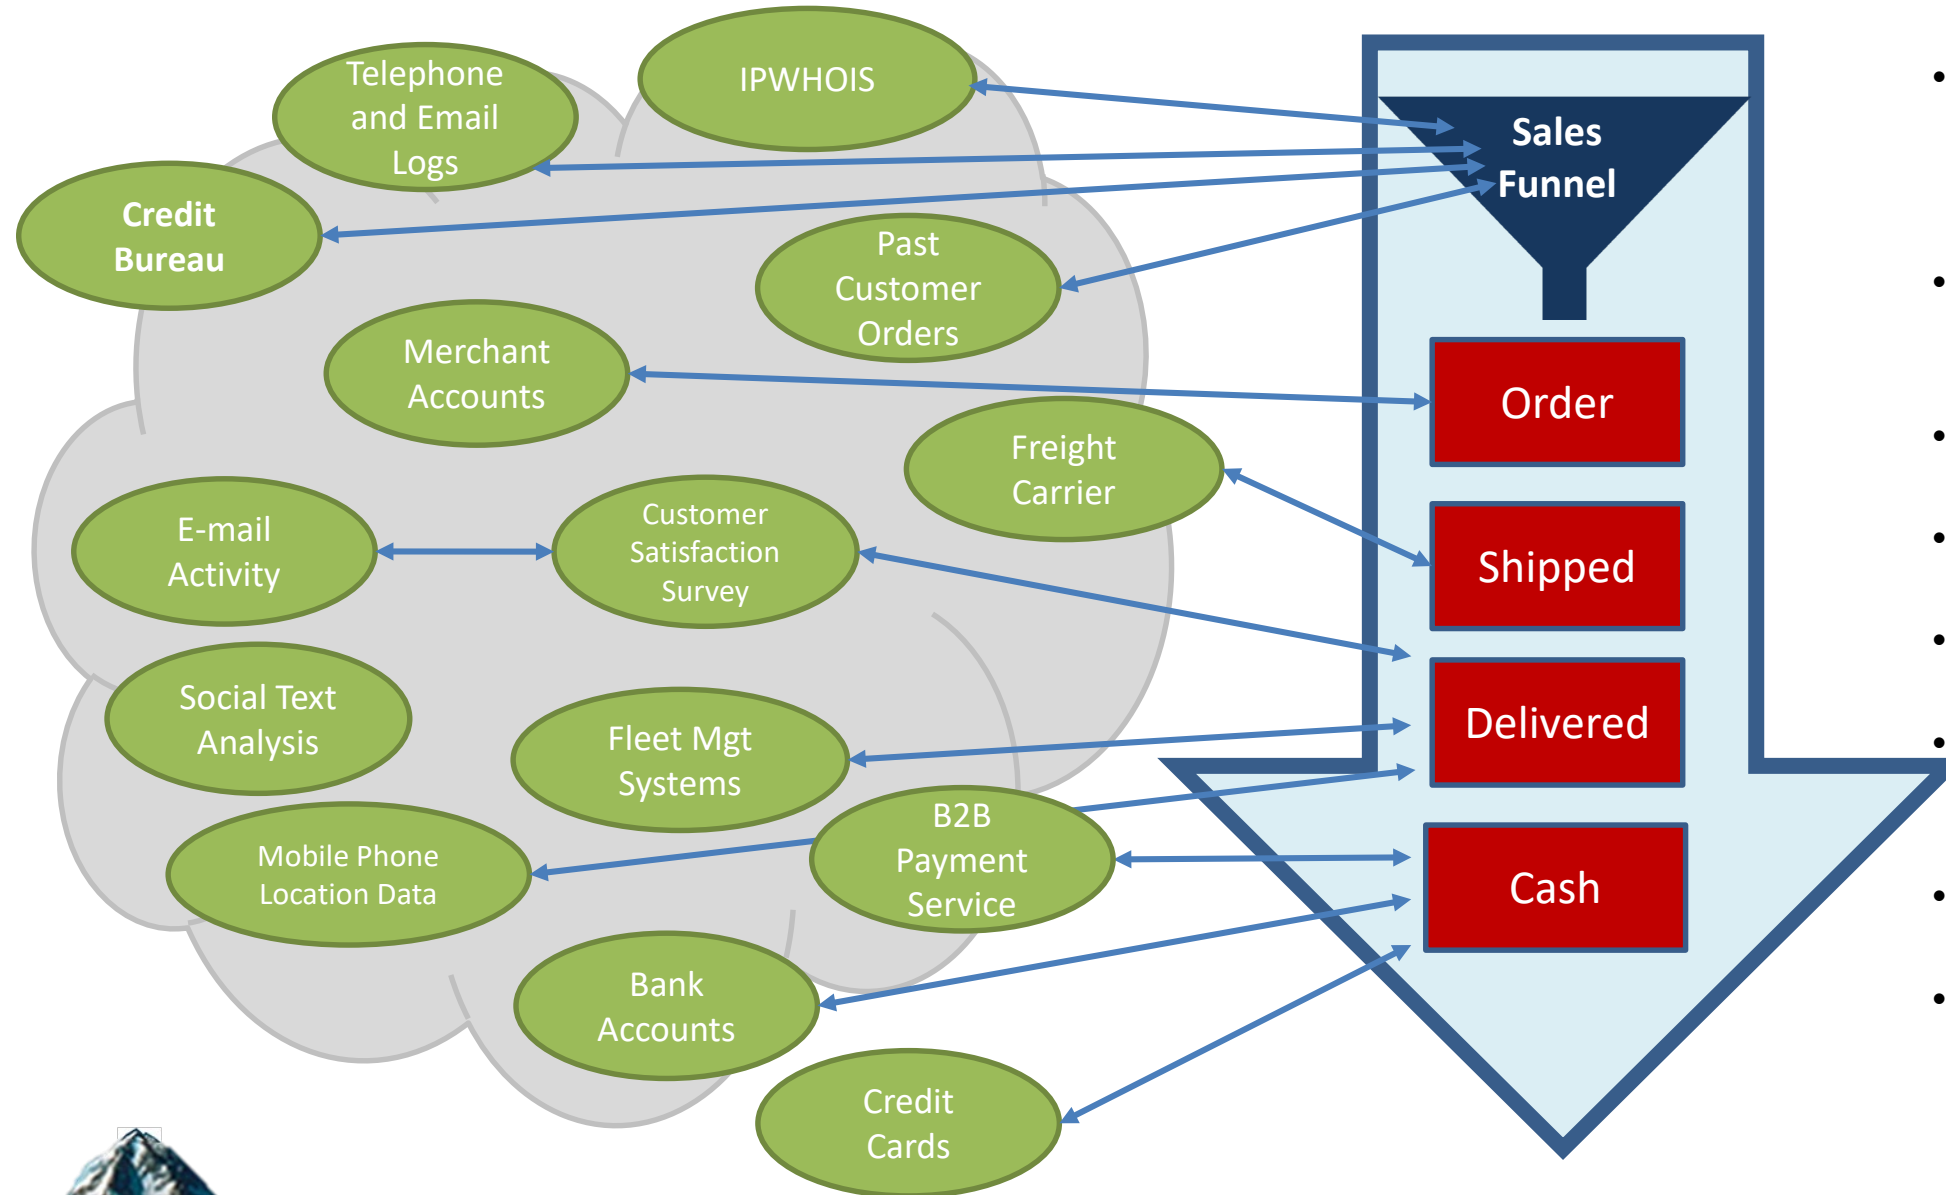 Telephone
and Email
Logs
IPWHOIS
Credit
Bureau
Past
Customer
Orders
Merchant
Accounts
Freight
Carrier
E-mail
Activity
Customer
Satisfaction
Survey
Social Text
Analysis
Fleet Mgt
Systems
Mobile Phone
Location Data
B2B
Payment
Service
Bank
Accounts
Credit
Cards
Sales
Funnel
Order
Shipped
Delivered
Cash
•
•
•
•
•
•
•
•